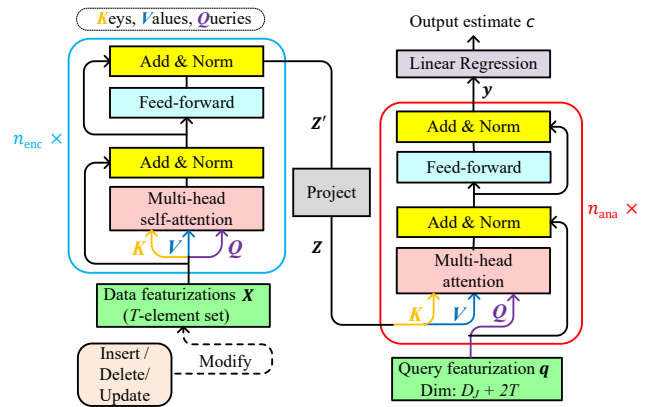 Keys, Values, Queries
Add & Norm
Feed-forward
n_enc ×
Add & Norm
Multi-head
self-attention
K V Q
Data featurizations X
(T-element set)
Insert /
Delete/
Update
Modify
Z'
Project
Z
Output estimate c
Linear Regression
y
Add & Norm
Feed-forward
n_ana ×
Add & Norm
Multi-head
attention
K V Q
Query featurization q
Dim: D_J + 2T